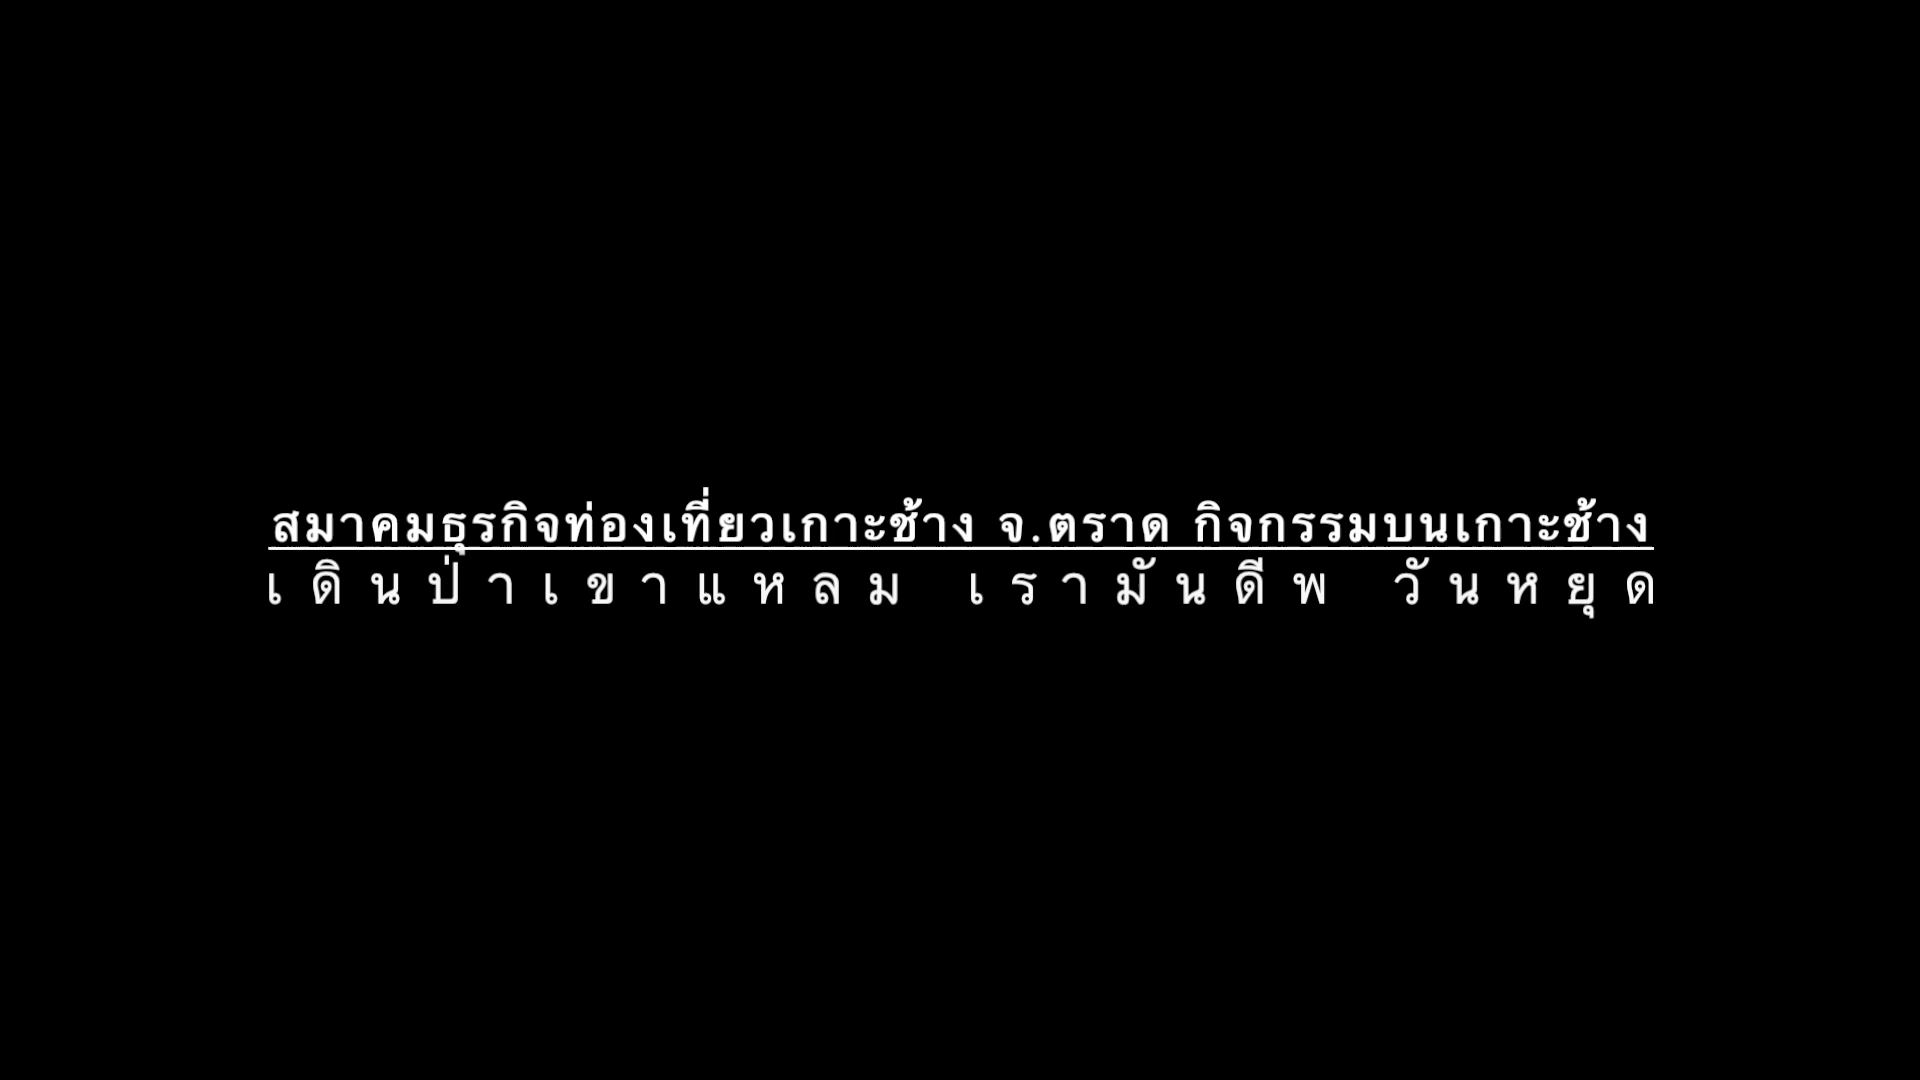 สมาคมธุรกิจท่องเที่ยวเกาะช้าง จ.ตราด กิจกรรมบนเกาะช้าง
เดินป่าเขาแหลม เรามันดีพ วันหยุด